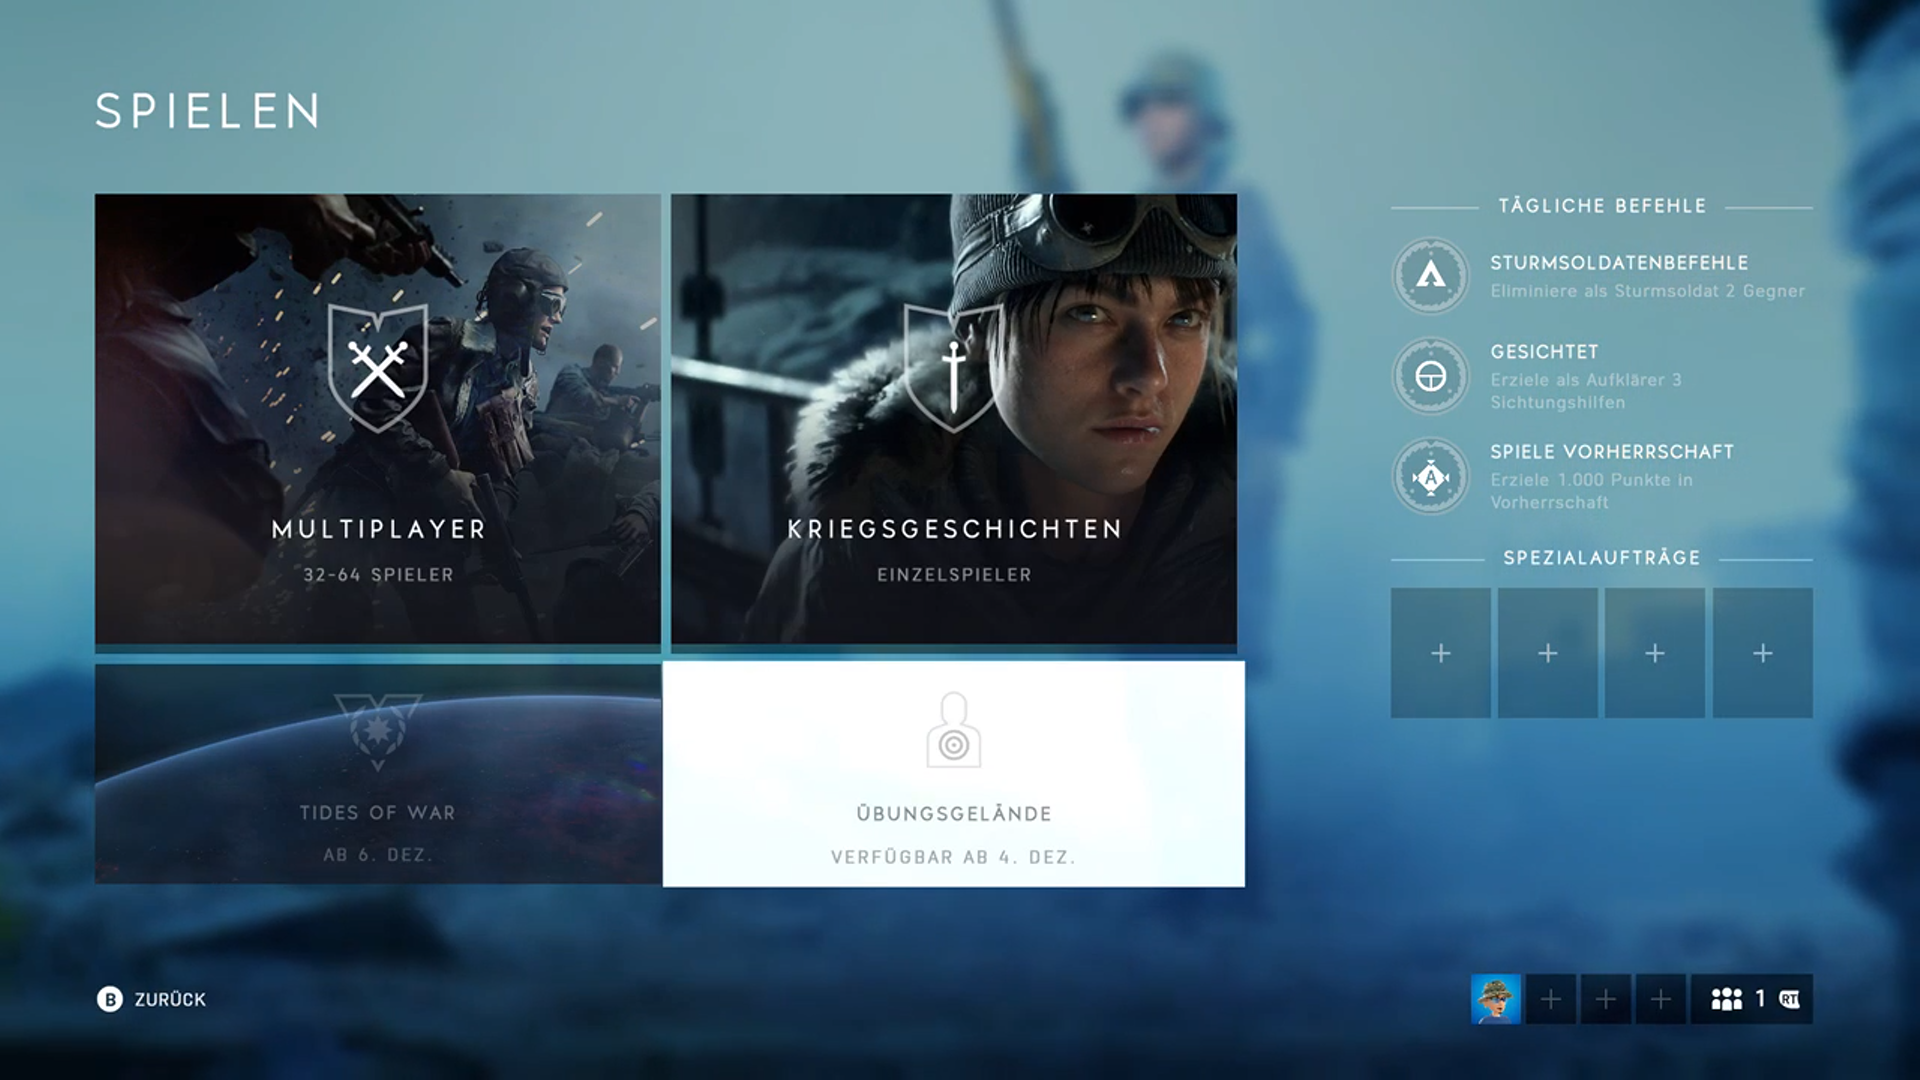 SPIELEN
MULTIPLAYER
32-64 SPIELER
KRIEGSGESCHICHTEN
EINZELSPIELER
TIDES OF WAR
AB 6. DEZ.
ÜBUNGSGELÄNDE
VERFÜGBAR AB 4. DEZ.
TÄGLICHE BEFEHLE
STURMSOLDATENBEFEHLE
Eliminiere als Sturmsoldat 2 Gegner
GESICHTET
Erziele als Aufklärer 3
Sichtungshilfen
A
SPIELE VORHERRSCHAFT
Erziele 1.000 Punkte in
Vorherrschaft
SPEZIALAUFTRÄGE
+ + + +
B ZURÜCK
+ + + 1 RT